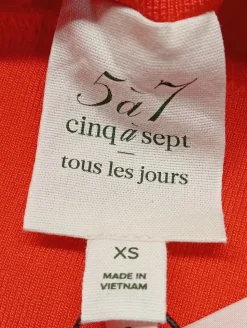 5à7
cinq à sept
tous les jours
XS
MADE IN
VIETNAM